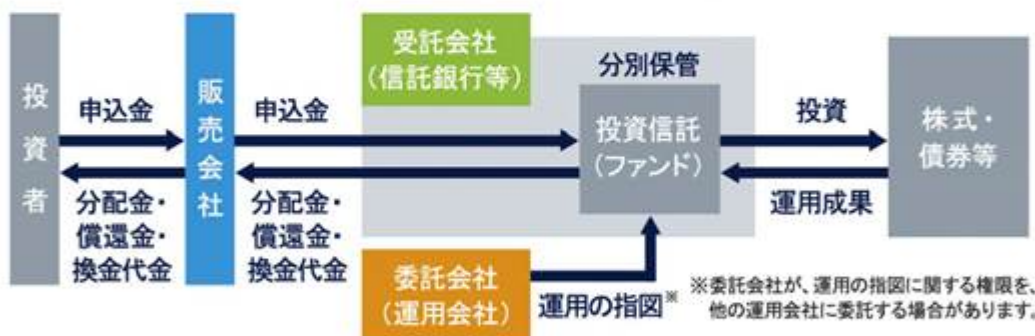 投資者
申込金
分配金・
償還金・
換金代金
販売会社
申込金
分配金・
償還金・
換金代金
受託会社
(信託銀行等)
分別保管
投資信託
(ファンド)
投資
運用成果
株式・
債券等
委託会社
(運用会社)
運用の指図※
※委託会社が、運用の指図に関する権限を、
他の運用会社に委託する場合があります。